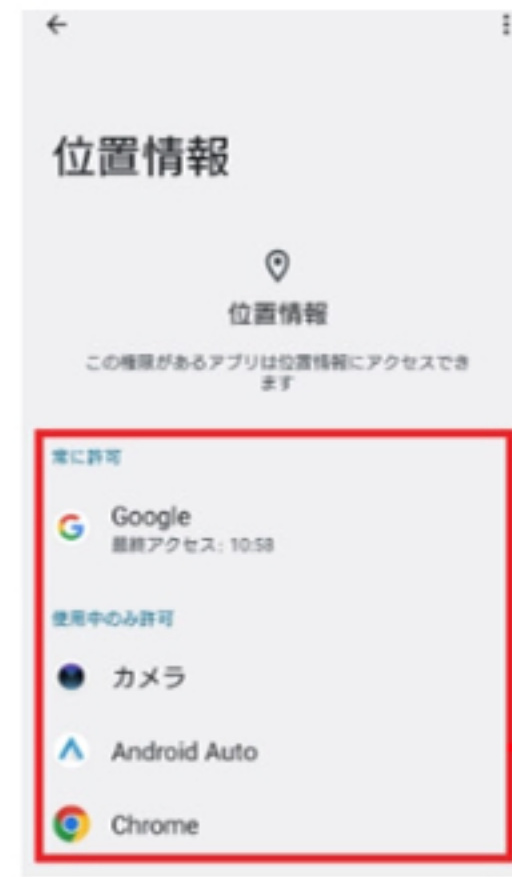 位置情報
位置情報
この権限があるアプリは位置情報にアクセスでき
ます
常に許可
Google
最終アクセス: 10:58
使用中のみ許可
カメラ
Android Auto
Chrome